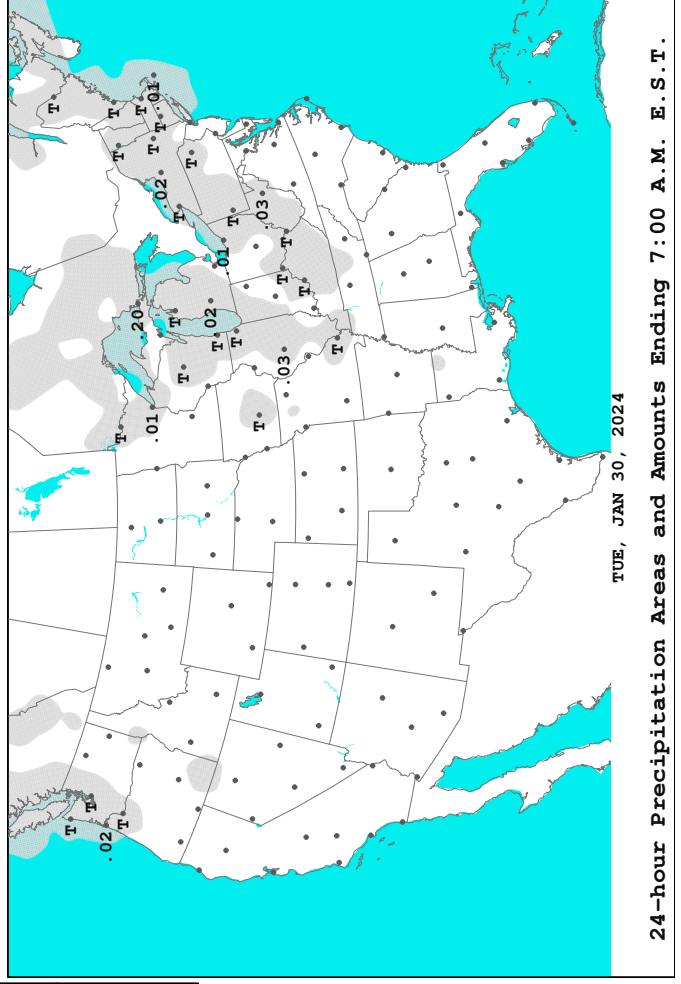 T
T
T
.02
T
T
T
T
.20
T
.01
T
.01
T
.02
T
T
T
T
.02
T
.01
T
T
T
.03
T
.03
T
T
T
TUE, JAN 30, 2024
24-hour Precipitation Areas and Amounts Ending 7:00 A.M. E.S.T.